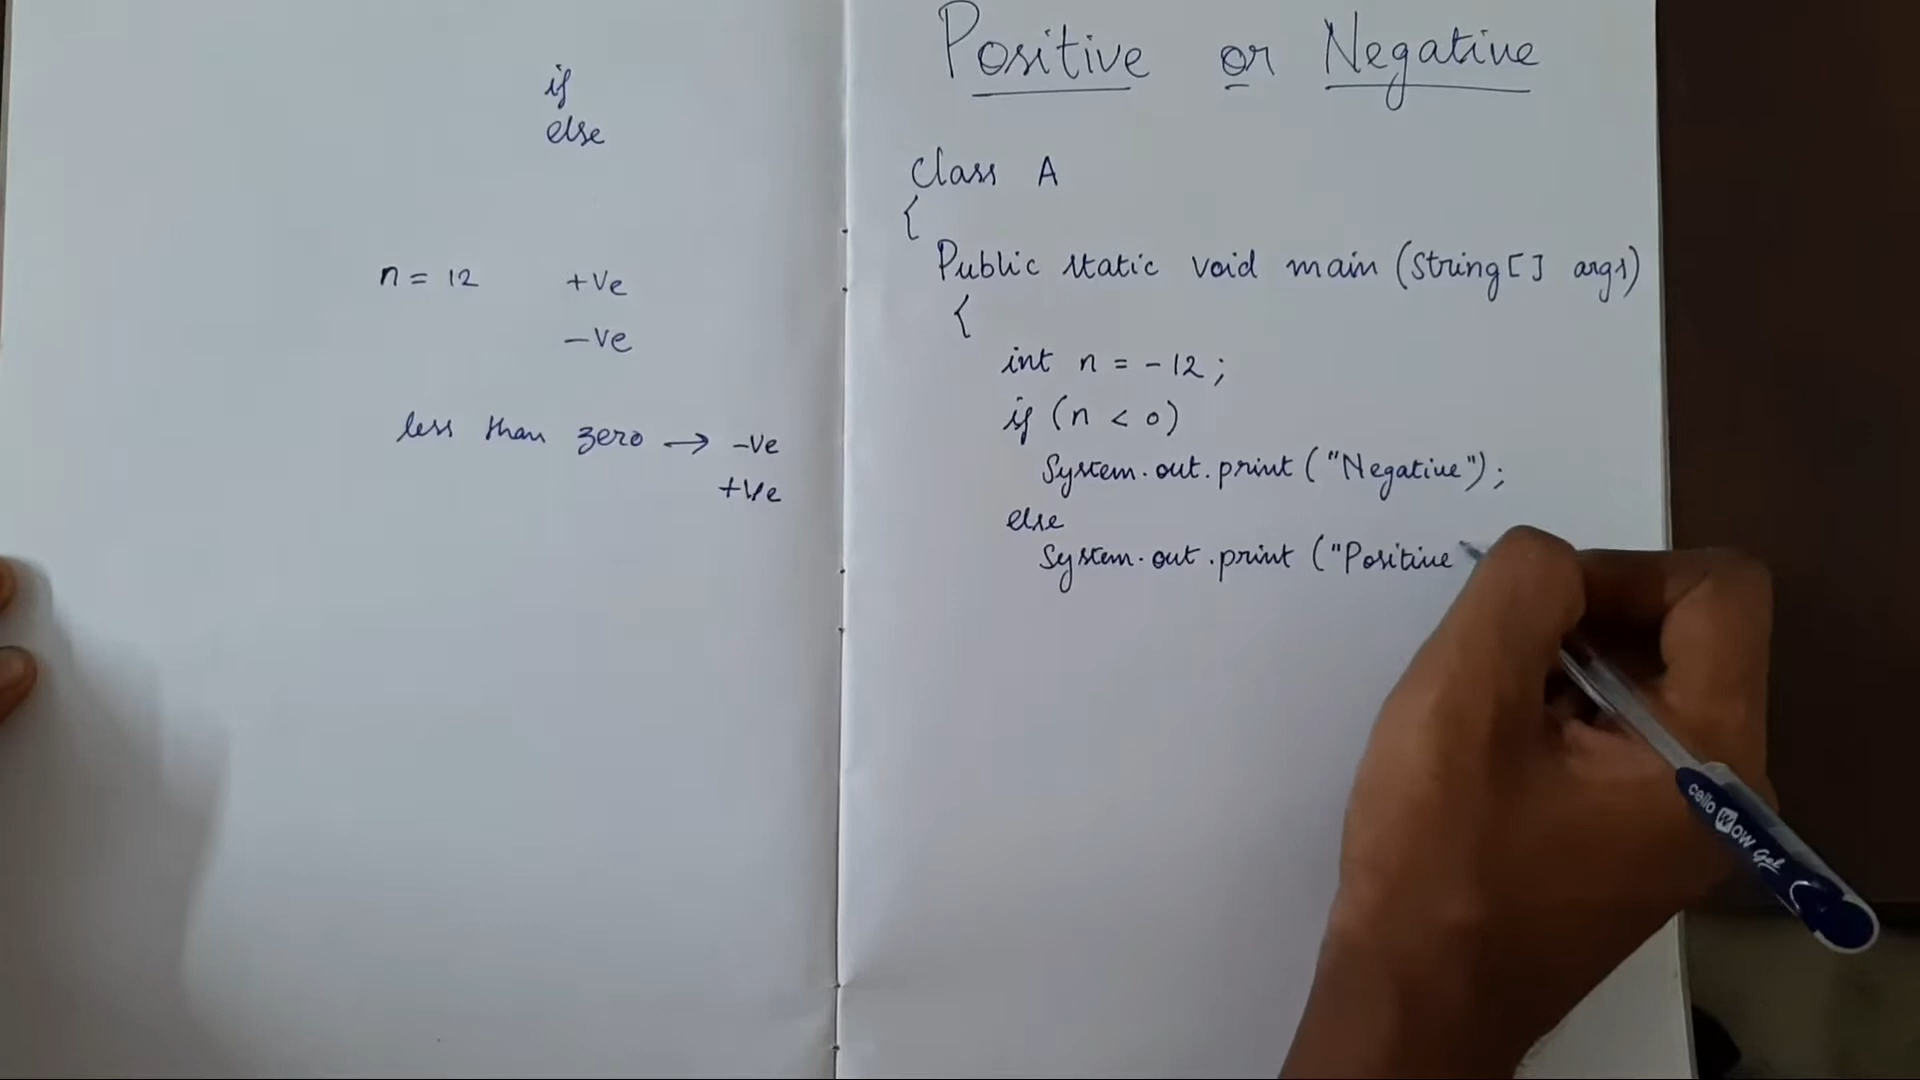 if
else
n = 12 +ve
-ve
less than zero → -ve
+ve
Positive or Negative
Class A
{
Public static void main (String[] args)
{
int n = -12;
if (n < 0)
System.out.print ("Negative");
else
System.out.print ("Positive"
cello WOW Gel